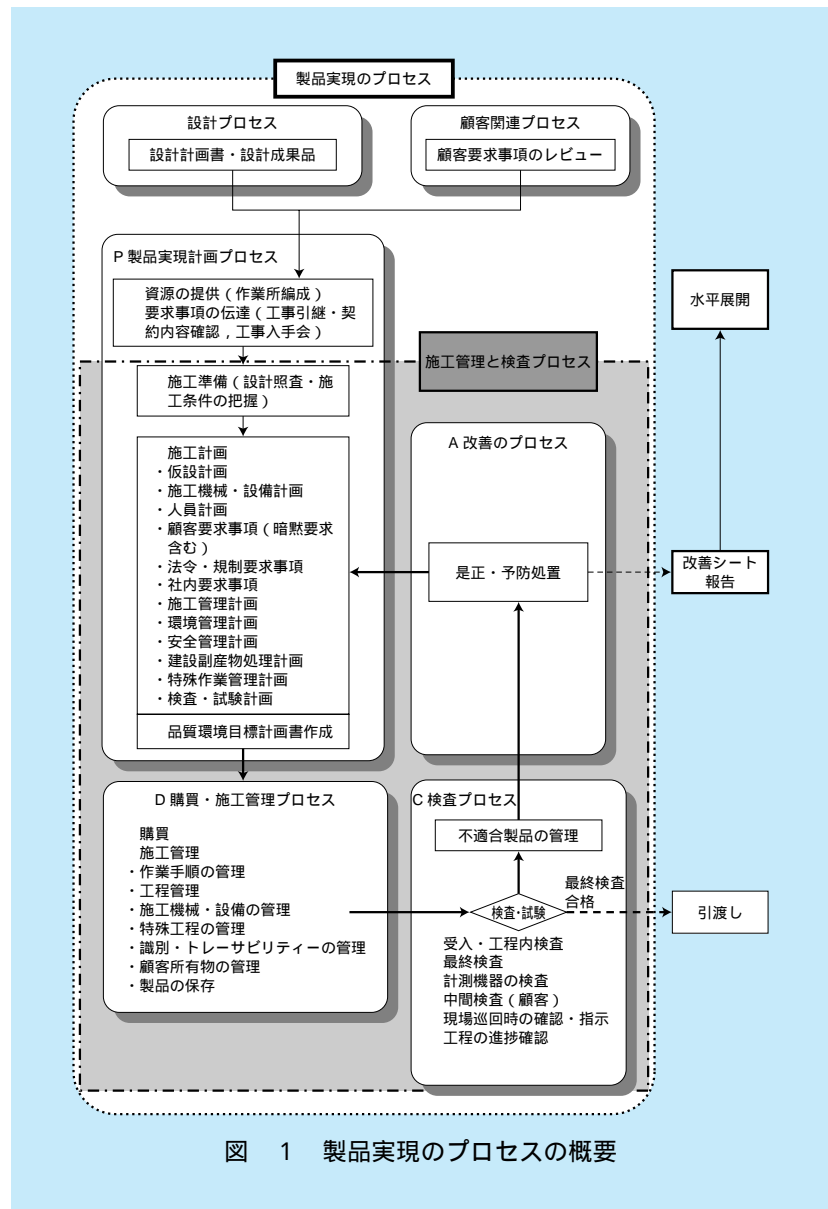 製品実現のプロセス
設計プロセス
設計計画書・設計成果品
顧客関連プロセス
顧客要求事項のレビュー
P 製品実現計画プロセス
資源の提供（作業所編成）
要求事項の伝達（工事引継・契
約内容確認，工事入手会）
水平展開
施工管理と検査プロセス
施工準備（設計照査・施
工条件の把握）
施工計画
・仮設計画
・施工機械・設備計画
・人員計画
・顧客要求事項（暗黙要求
含む）
・法令・規制要求事項
・社内要求事項
・施工管理計画
・環境管理計画
・安全管理計画
・建設副産物処理計画
・特殊作業管理計画
・検査・試験計画
品質環境目標計画書作成
A 改善のプロセス
是正・予防処置
改善シート
報告
D 購買・施工管理プロセス
購買
施工管理
・作業手順の管理
・工程管理
・施工機械・設備の管理
・特殊工程の管理
・識別・トレーサビリティーの管理
・顧客所有物の管理
・製品の保存
C 検査プロセス
不適合製品の管理
検査・試験
最終検査
合格
引渡し
受入・工程内検査
最終検査
計測機器の検査
中間検査（顧客）
現場巡回時の確認・指示
工程の進捗確認
図　1　製品実現のプロセスの概要